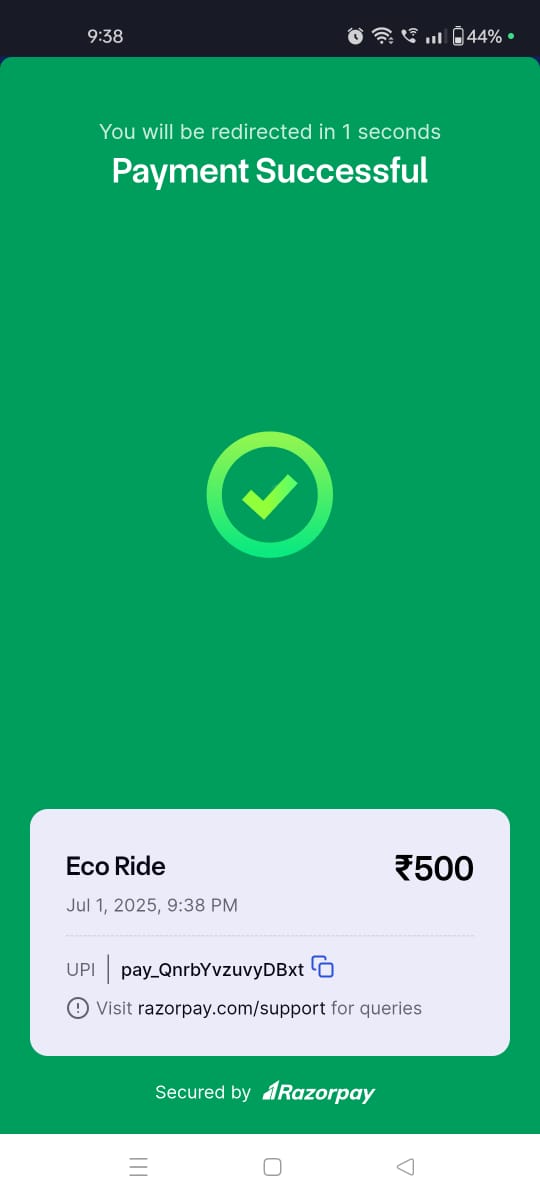 9:38
44%
You will be redirected in 1 seconds
Payment Successful
Eco Ride
₹500
Jul 1, 2025, 9:38 PM
UPI | pay_QnrbYvzuvyDBxt
Visit razorpay.com/support for queries
Secured by Razorpay